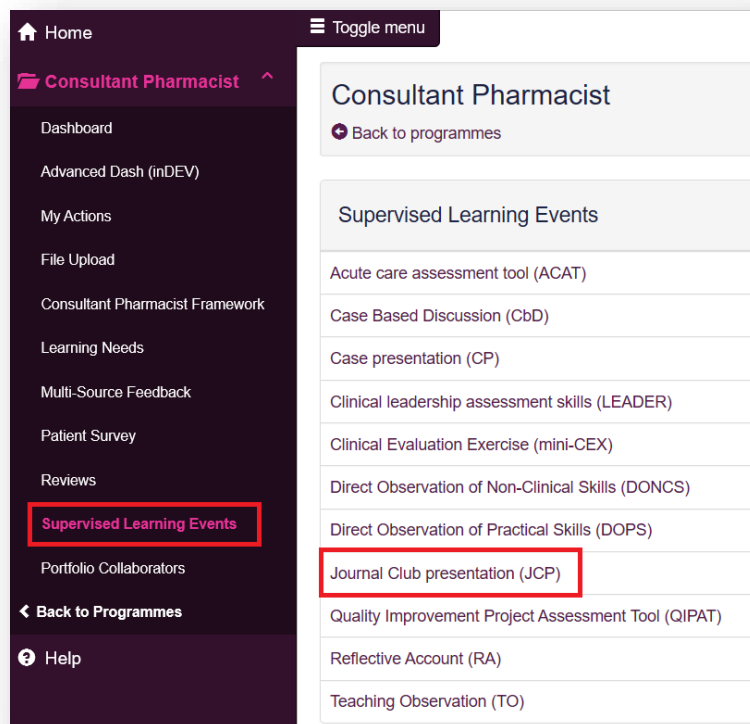 Home
Consultant Pharmacist
Dashboard
Advanced Dash (inDEV)
My Actions
File Upload
Consultant Pharmacist Framework
Learning Needs
Multi-Source Feedback
Patient Survey
Reviews
Supervised Learning Events
Portfolio Collaborators
Back to Programmes
Help
Toggle menu
Consultant Pharmacist
Back to programmes
Supervised Learning Events
Acute care assessment tool (ACAT)
Case Based Discussion (CbD)
Case presentation (CP)
Clinical leadership assessment skills (LEADER)
Clinical Evaluation Exercise (mini-CEX)
Direct Observation of Non-Clinical Skills (DONCS)
Direct Observation of Practical Skills (DOPS)
Journal Club presentation (JCP)
Quality Improvement Project Assessment Tool (QIPAT)
Reflective Account (RA)
Teaching Observation (TO)